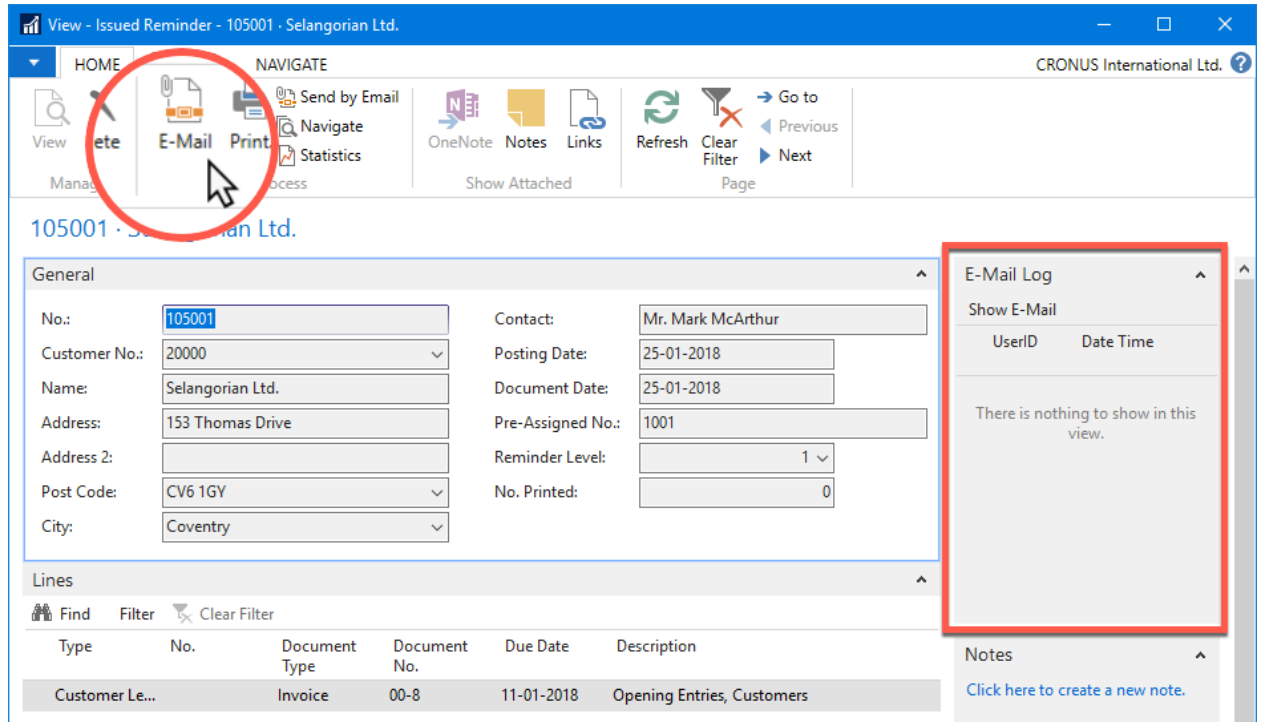 View - Issued Reminder - 105001 · Selangorian Ltd.
HOME NAVIGATE CRONUS International Ltd. ?
View ete E-Mail Print. Send by Email Navigate Statistics OneNote Notes Links Refresh Clear Filter Go to Previous Next
Manag ocess Show Attached Page
105001 · S an Ltd.
General
No.: 105001 Contact: Mr. Mark McArthur
Customer No.: 20000 Posting Date: 25-01-2018
Name: Selangorian Ltd. Document Date: 25-01-2018
Address: 153 Thomas Drive Pre-Assigned No.: 1001
Address 2: Reminder Level: 1
Post Code: CV6 1GY No. Printed: 0
City: Coventry
E-Mail Log
Show E-Mail
UserID Date Time
There is nothing to show in this
view.
Lines
Find Filter Clear Filter
Type No. Document Type Document No. Due Date Description
Customer Le... Invoice 00-8 11-01-2018 Opening Entries, Customers
Notes
Click here to create a new note.